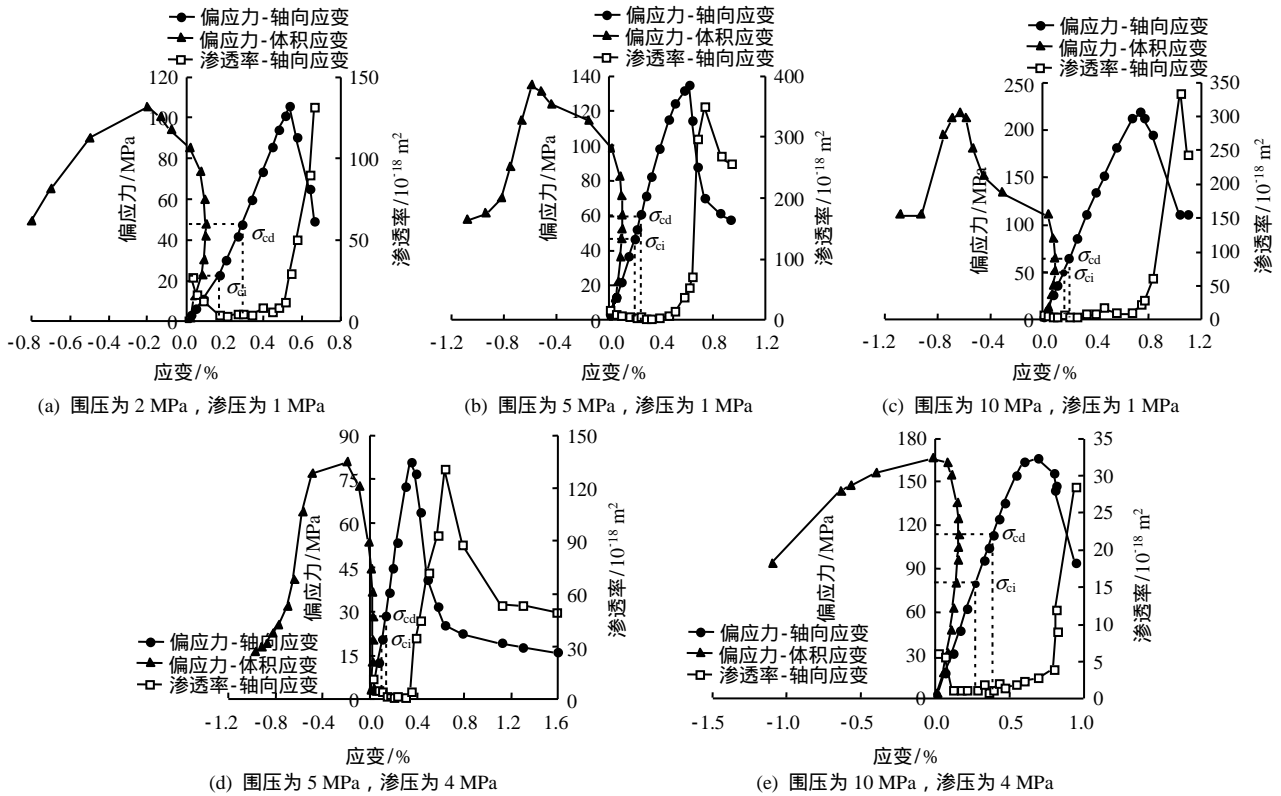 偏应力-轴向应变
偏应力-体积应变
渗透率-轴向应变
120
100
80
60
40
20
0
偏应力/MPa
150
100
50
0
渗透率/10⁻¹⁸ m²
σcd
σci
-0.8 -0.6 -0.4 -0.2 0.0 0.2 0.4 0.6 0.8
应变/%
(a) 围压为 2 MPa，渗压为 1 MPa
偏应力-轴向应变
偏应力-体积应变
渗透率-轴向应变
140
120
100
80
60
40
20
0
偏应力/MPa
400
300
200
100
0
渗透率/10⁻¹⁸ m²
σcd
σci
-1.2 -0.8 -0.4 0.0 0.4 0.8 1.2
应变/%
(b) 围压为 5 MPa，渗压为 1 MPa
偏应力-轴向应变
偏应力-体积应变
渗透率-轴向应变
250
200
150
100
50
0
偏应力/MPa
350
300
250
200
150
100
50
0
渗透率/10⁻¹⁸ m²
σcd
σci
-1.2 -0.8 -0.4 0.0 0.4 0.8 1.2
应变/%
(c) 围压为 10 MPa，渗压为 1 MPa
90
75
60
45
30
15
0
偏应力/MPa
150
120
90
60
30
0
渗透率/10⁻¹⁸ m²
σcd
σci
偏应力-轴向应变
偏应力-体积应变
渗透率-轴向应变
-1.2 -0.8 -0.4 0.0 0.4 0.8 1.2 1.6
应变/%
(d) 围压为 5 MPa，渗压为 4 MPa
180
160
140
120
100
80
60
40
20
0
偏应力/MPa
35
30
25
20
15
10
5
0
渗透率/10⁻¹⁸ m²
σcd
σci
偏应力-轴向应变
偏应力-体积应变
渗透率-轴向应变
-1.5 -1.0 -0.5 0.0 0.5 1.0
应变/%
(e) 围压为 10 MPa，渗压为 4 MPa